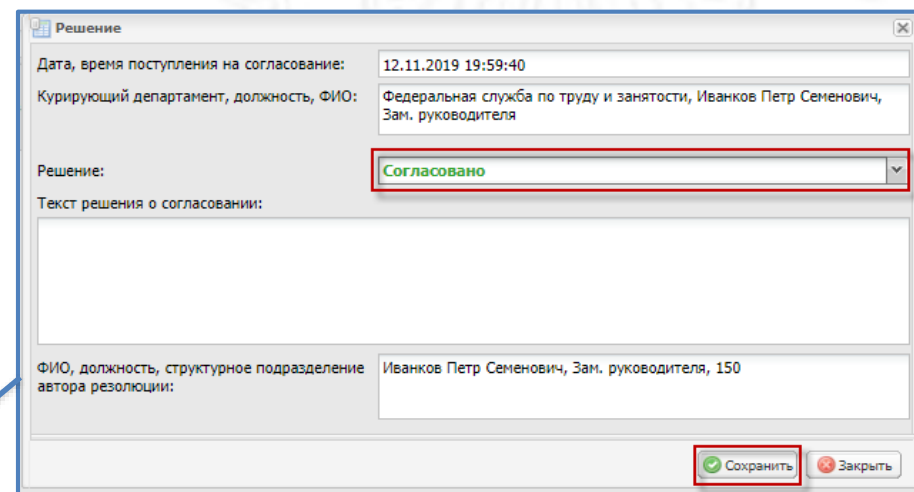 Решение
Дата, время поступления на согласование:
12.11.2019 19:59:40
Курирующий департамент, должность, ФИО:
Федеральная служба по труду и занятости, Иванков Петр Семенович,
Зам. руководителя
Решение:
Согласовано
Текст решения о согласовании:
ФИО, должность, структурное подразделение
автора резолюции:
Иванков Петр Семенович, Зам. руководителя, 150
Сохранить
Закрыть